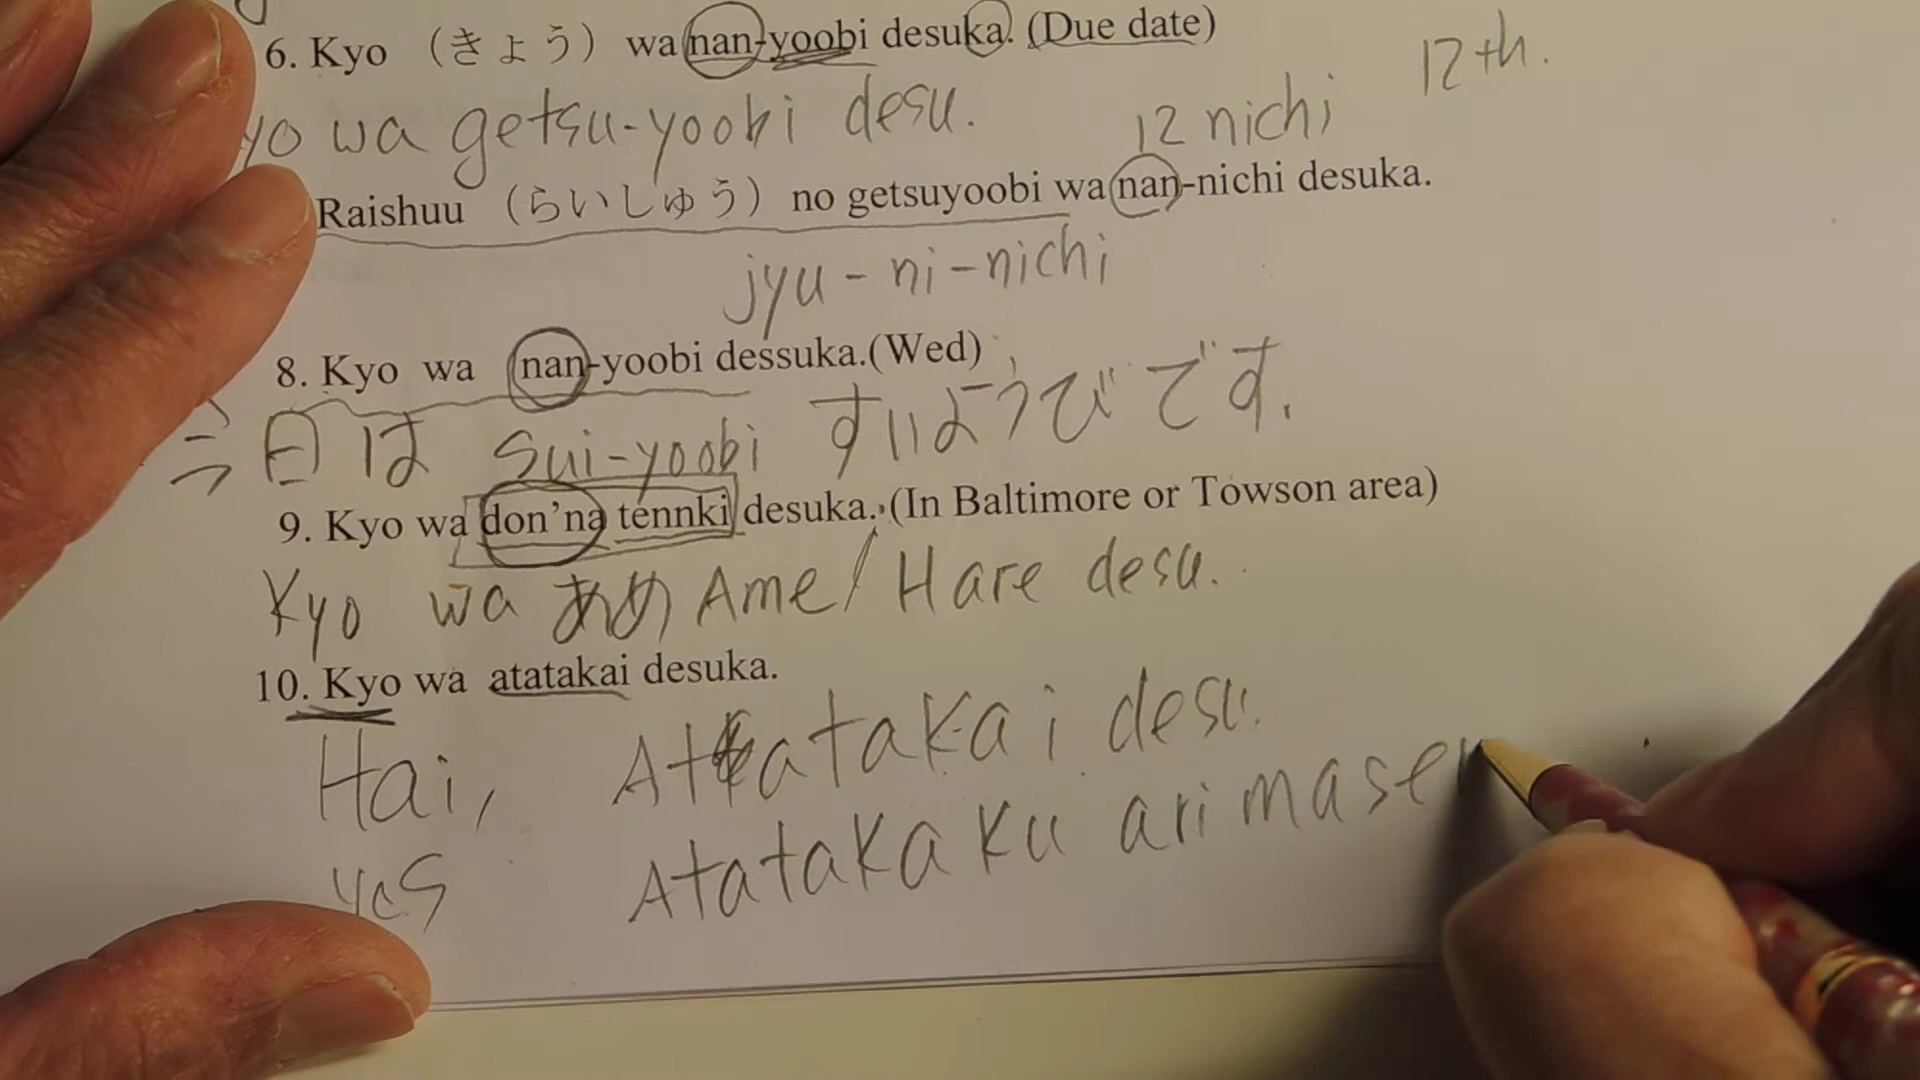 6. Kyo （きょう） wa nan-yoobi desuka. (Due date)
12th.
yo wa getsu-yoobi desu.
12 nichi
Raishuu （らいしゅう） no getsuyoobi wa nan-nichi desuka.
jyu-ni-nichi
8. Kyo wa nan-yoobi dessuka.(Wed)
今日は sui-yoobi すいようびです.
9. Kyo wa don'na tennki desuka. (In Baltimore or Towson area)
Kyo wa あめ Ame/Hare desu.
10. Kyo wa atatakai desuka.
Hai, Atatakai desu.
yes Atatakaku arimasen